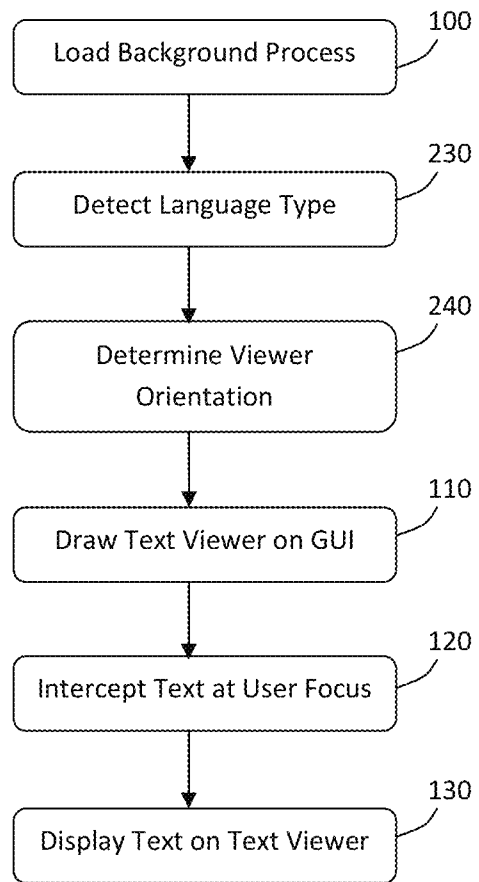 100
Load Background Process
230
Detect Language Type
240
Determine Viewer
Orientation
110
Draw Text Viewer on GUI
120
Intercept Text at User Focus
130
Display Text on Text Viewer